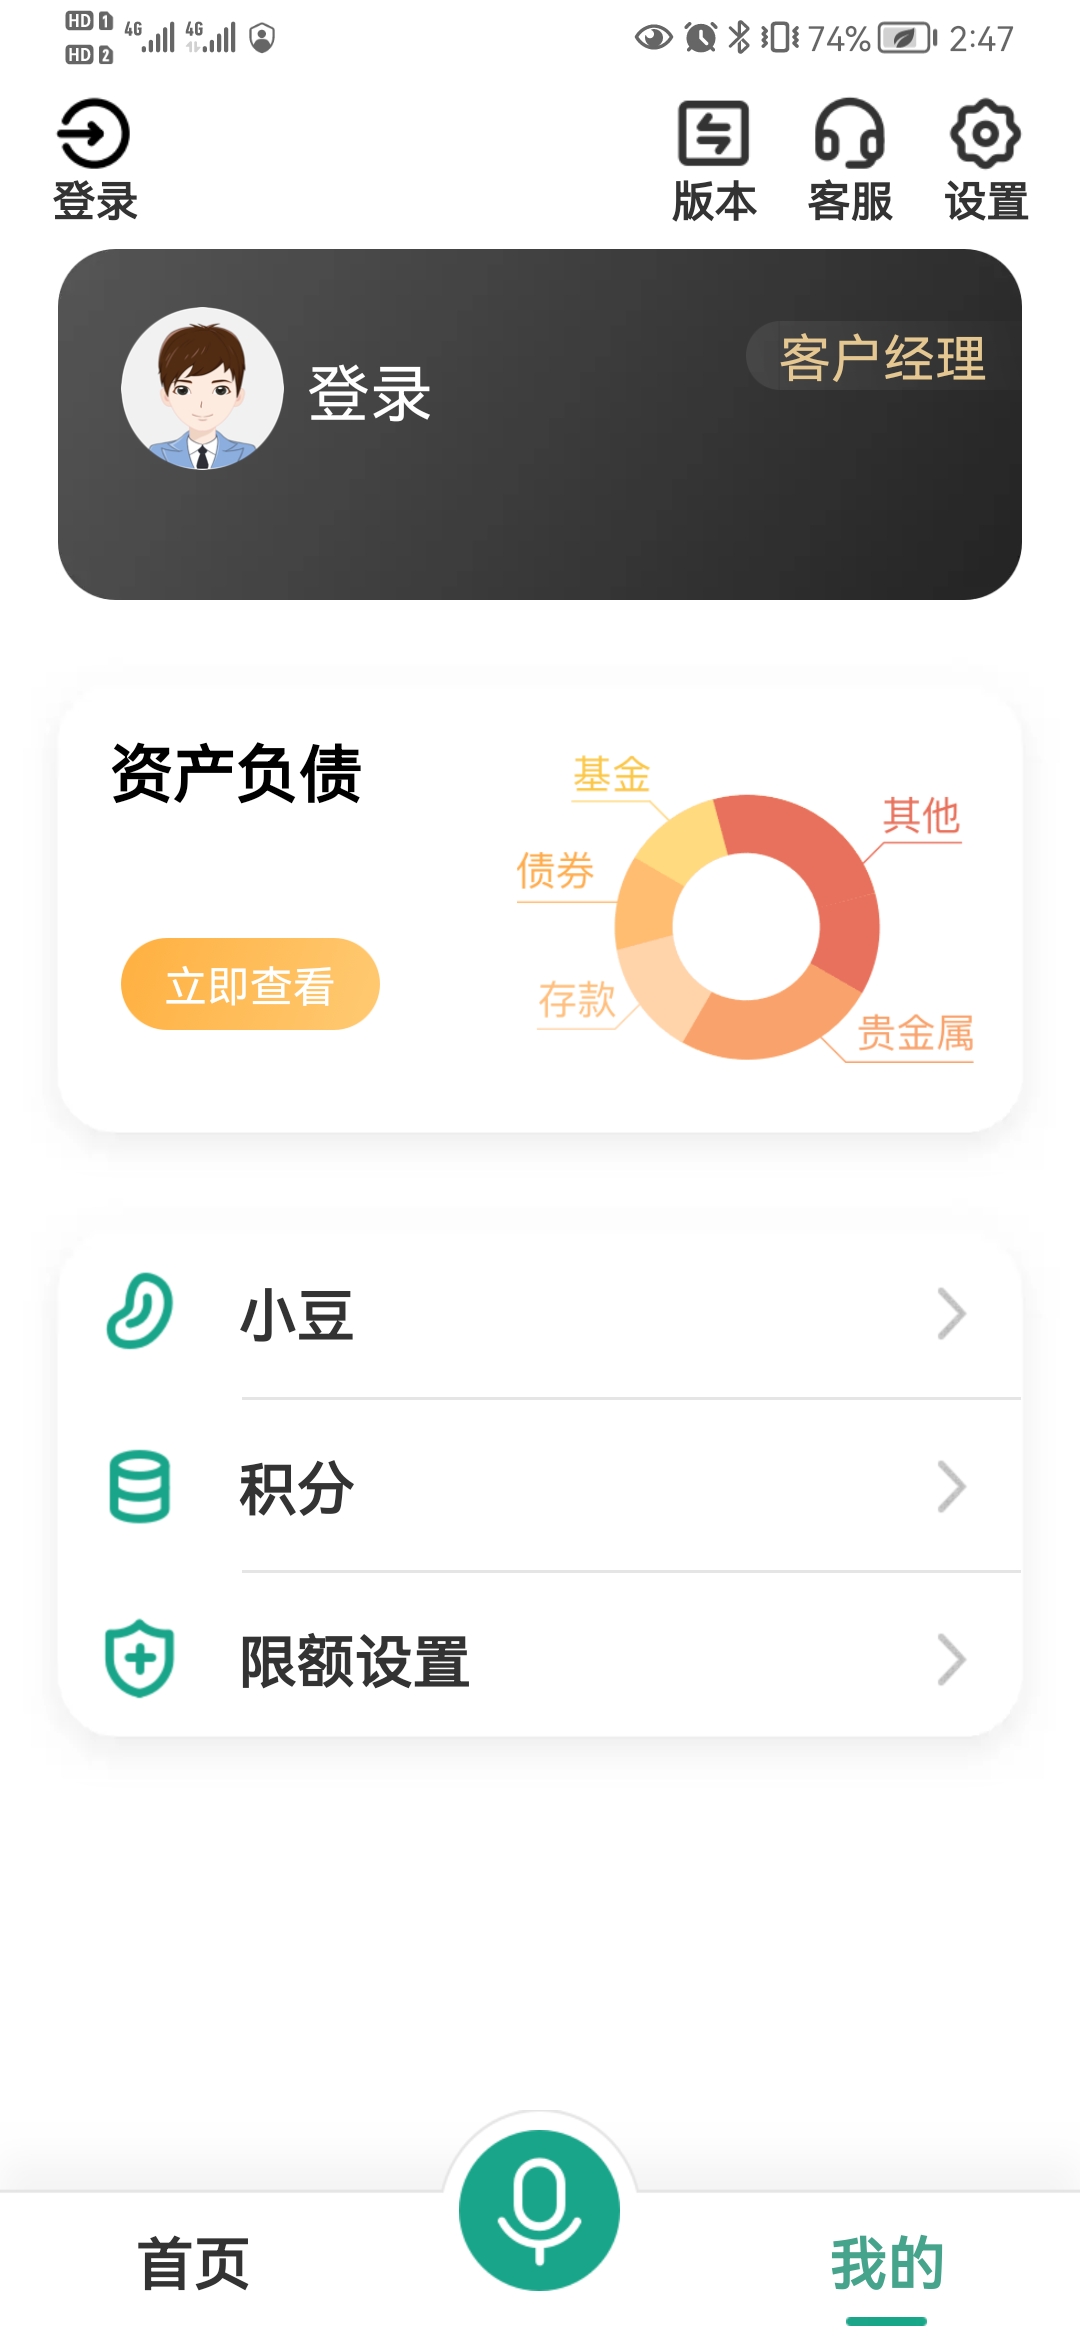 HD 1 4G 4G 74% 2:47
HD 2
登录 版本 客服 设置
登录 客户经理
资产负债
基金
其他
债券
立即查看
存款
贵金属
小豆
积分
限额设置
首页 我的